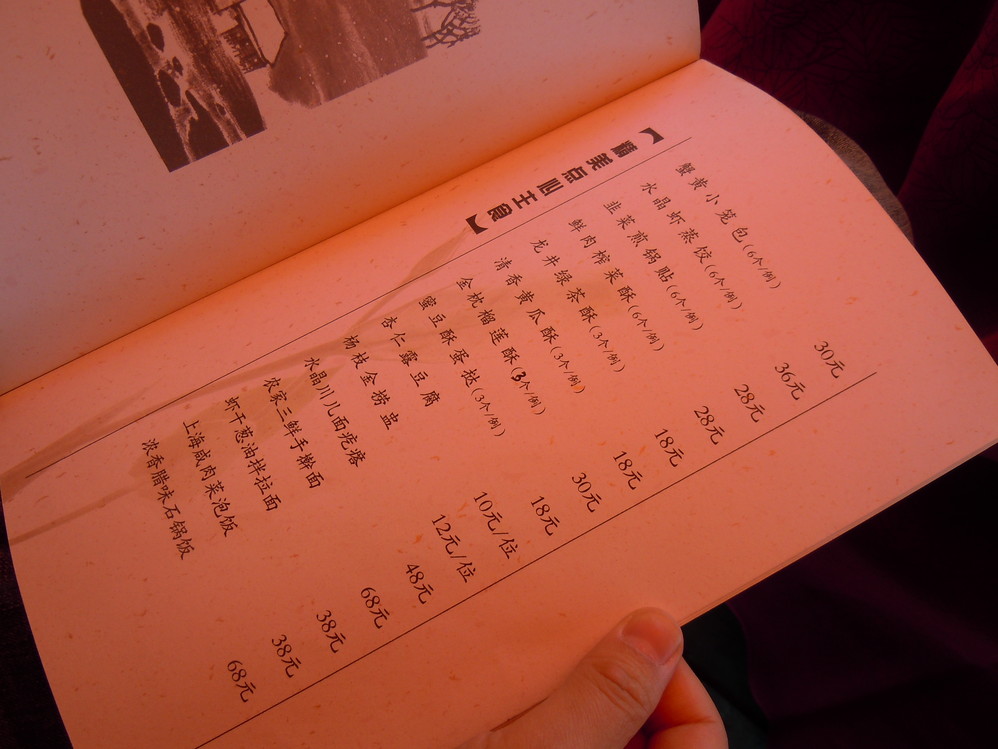 【精美点心主食】
蟹黄小笼包(6个/例) 30元
水晶虾蒸饺(6个/例) 36元
韭菜煎锅贴(6个/例) 28元
鲜肉榨菜酥(6个/例) 28元
龙井绿茶酥(3个/例) 18元
清香黄瓜酥(3个/例) 18元
金枕榴莲酥(3个/例) 30元
蜜豆酥蛋挞(3个/例) 18元
杏仁露豆腐 10元/位
杨枝金捞盅 12元/位
水晶川儿面疙瘩 48元
农家三鲜手擀面 68元
虾干葱油拌拉面 38元
上海咸肉菜泡饭 38元
浓香腊味石锅饭 68元